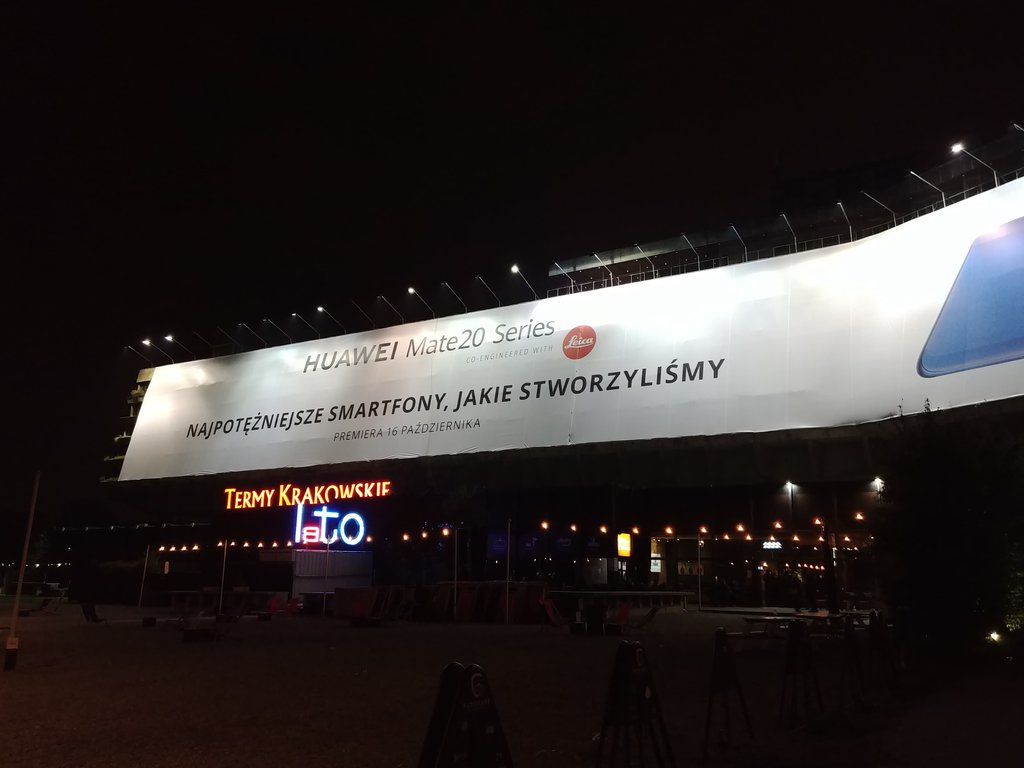 HUAWEI Mate20 Series
CO-ENGINEERED WITH Leica
NAJPOTĘŻNIEJSZE SMARTFONY, JAKIE STWORZYLIŚMY
PREMIERA 16 PAŹDZIERNIKA
TERMY KRAKOWSKIE
lato